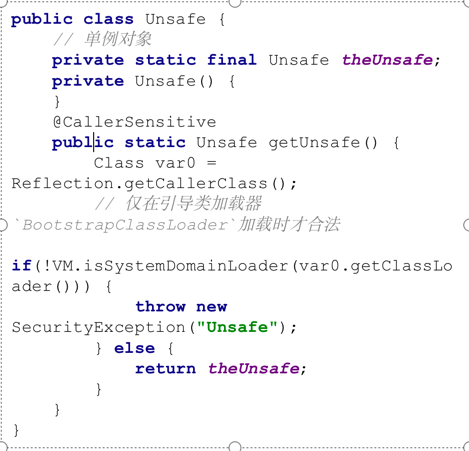 public class Unsafe {
    // 单例对象
    private static final Unsafe theUnsafe;
    private Unsafe() {
    }
    @CallerSensitive
    public static Unsafe getUnsafe() {
        Class var0 =
Reflection.getCallerClass();
        // 仅在引导类加载器
`BootstrapClassLoader`加载时才合法

if(!VM.isSystemDomainLoader(var0.getClassLo
ader())) {
            throw new
SecurityException("Unsafe");
        } else {
            return theUnsafe;
        }
    }
}